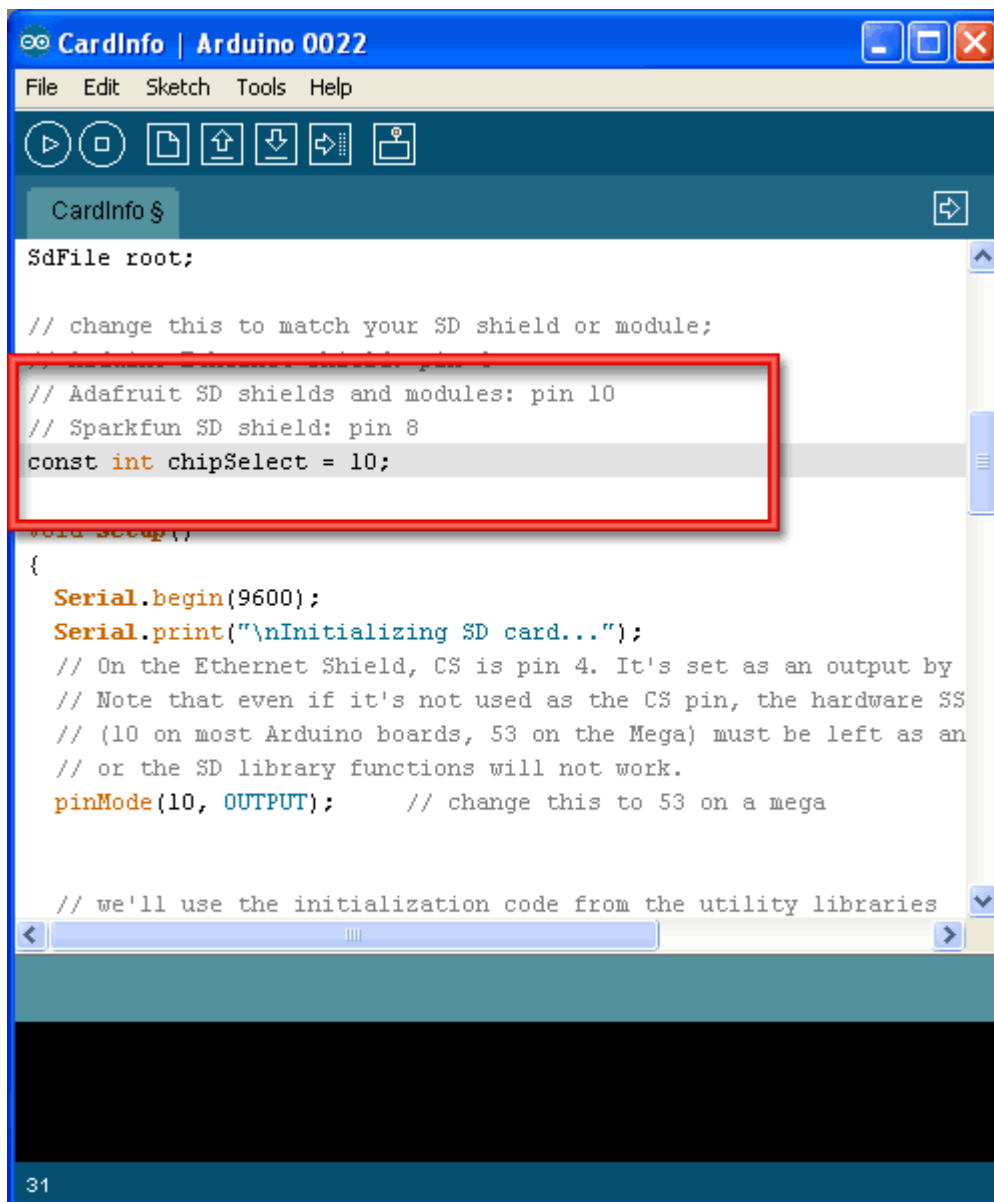 CardInfo | Arduino 0022
File Edit Sketch Tools Help
CardInfo §
SdFile root;
// change this to match your SD shield or module;
// Adafruit SD shields and modules: pin 10
// Sparkfun SD shield: pin 8
const int chipSelect = 10;
void setup()
{
Serial.begin(9600);
Serial.print("\nInitializing SD card...");
// On the Ethernet Shield, CS is pin 4. It's set as an output by
// Note that even if it's not used as the CS pin, the hardware SS
// (10 on most Arduino boards, 53 on the Mega) must be left as an
// or the SD library functions will not work.
pinMode(10, OUTPUT); // change this to 53 on a mega
// we'll use the initialization code from the utility libraries
31